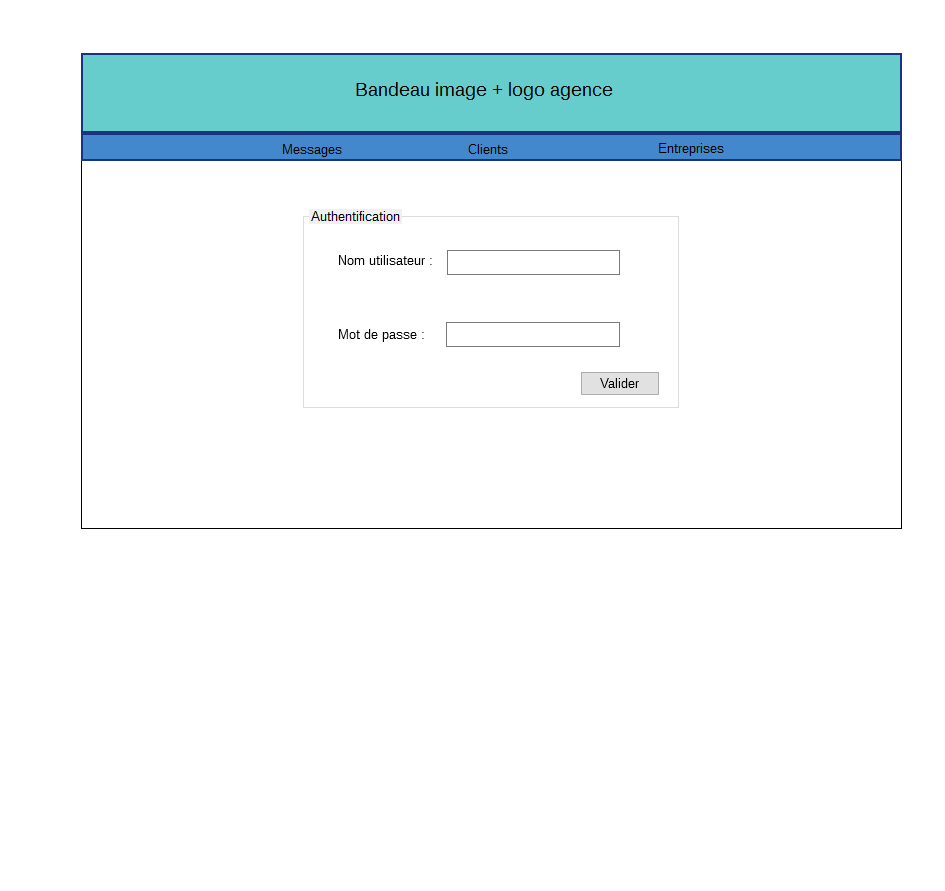 Bandeau image + logo agence
Messages Clients Entreprises
Authentification
Nom utilisateur :
Mot de passe :
Valider